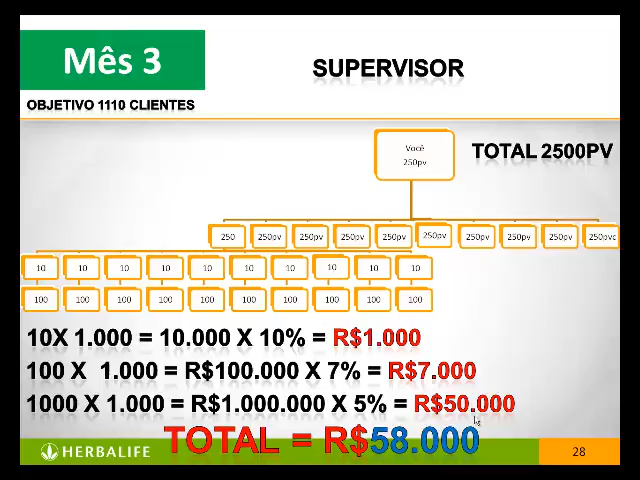 Mês 3
SUPERVISOR
OBJETIVO 1110 CLIENTES
Você
250pv
TOTAL 2500PV
250 250pv 250pv 250pv 250pv 250pv 250pv 250pv 250pv 250pvc
10 10 10 10 10 10 10 10 10 10
100 100 100 100 100 100 100 100 100 100
10X 1.000 = 10.000 X 10% = R$1.000
100 X 1.000 = R$100.000 X 7% = R$7.000
1000 X 1.000 = R$1.000.000 X 5% = R$50.000
TOTAL = R$58.000
HERBALIFE
28